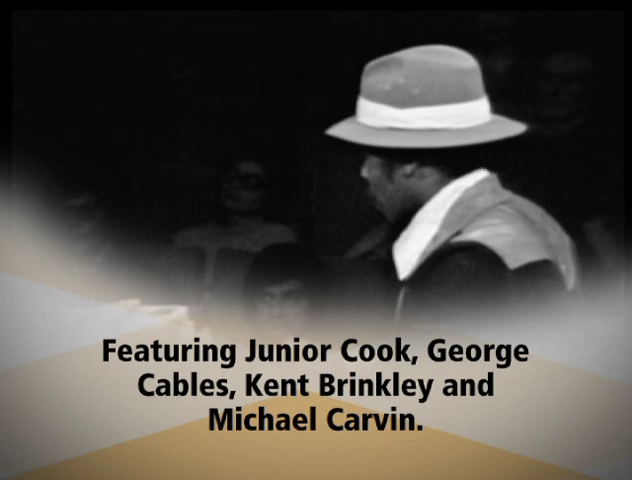 Featuring Junior Cook, George
Cables, Kent Brinkley and
Michael Carvin.